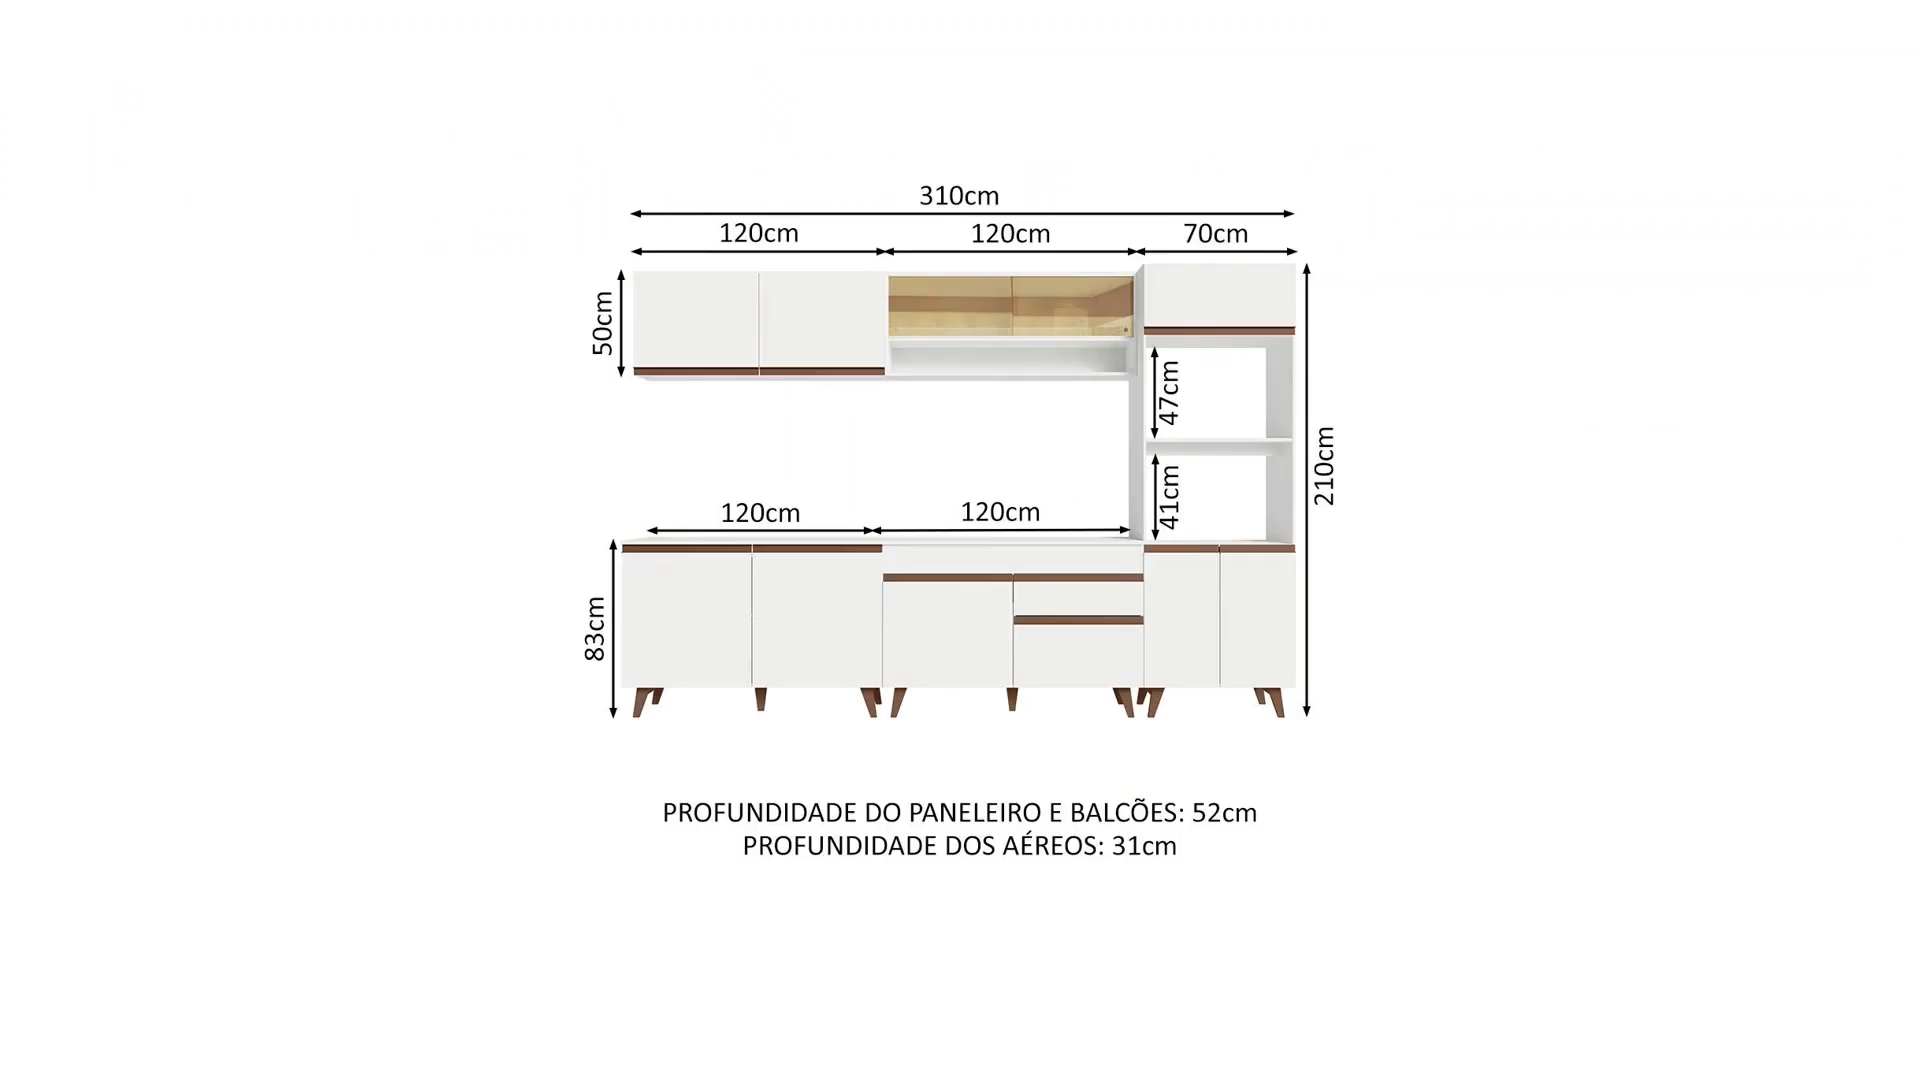 310cm
120cm
120cm
70cm
50cm
47cm
210cm
41cm
120cm
120cm
83cm
PROFUNDIDADE DO PANELEIRO E BALCÕES: 52cm
PROFUNDIDADE DOS AÉREOS: 31cm